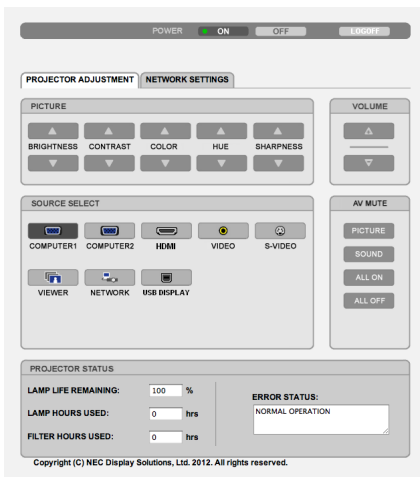 POWER ON OFF LOGOFF
PROJECTOR ADJUSTMENT NETWORK SETTINGS
PICTURE
BRIGHTNESS CONTRAST COLOR HUE SHARPNESS
VOLUME
SOURCE SELECT
COMPUTER1 COMPUTER2 HDMI VIDEO S-VIDEO
VIEWER NETWORK USB DISPLAY
AV MUTE
PICTURE
SOUND
ALL ON
ALL OFF
PROJECTOR STATUS
LAMP LIFE REMAINING: 100 %
LAMP HOURS USED: 0 hrs
FILTER HOURS USED: 0 hrs
ERROR STATUS:
NORMAL OPERATION
Copyright (C) NEC Display Solutions, Ltd. 2012. All rights reserved.